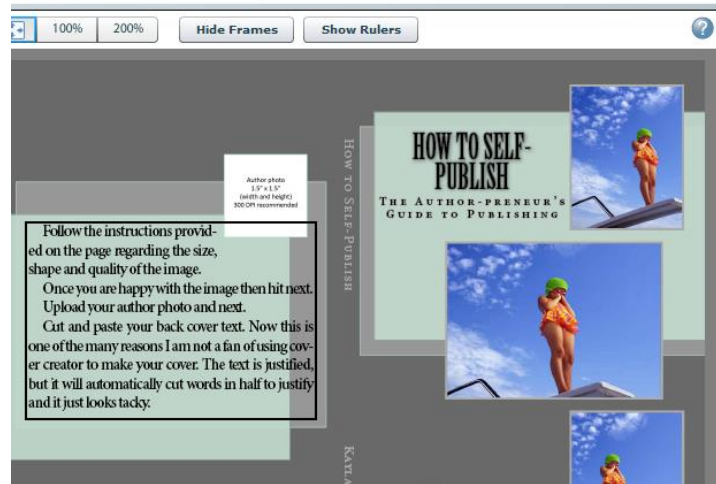 100%
200%
Hide Frames
Show Rulers
?
Author photo
1.5" x 1.5"
(width and height)
300 DPI recommended
Follow the instructions provid-
ed on the page regarding the size,
shape and quality of the image.
Once you are happy with the image then hit next.
Upload your author photo and next.
Cut and paste your back cover text. Now this is
one of the many reasons I am not a fan of using cov-
er creator to make your cover. The text is justified,
but it will automatically cut words in half to justify
and it just looks tacky.
How to Self-Publish
Kayla
HOW TO SELF-
PUBLISH
The Author-preneur's
Guide to Publishing